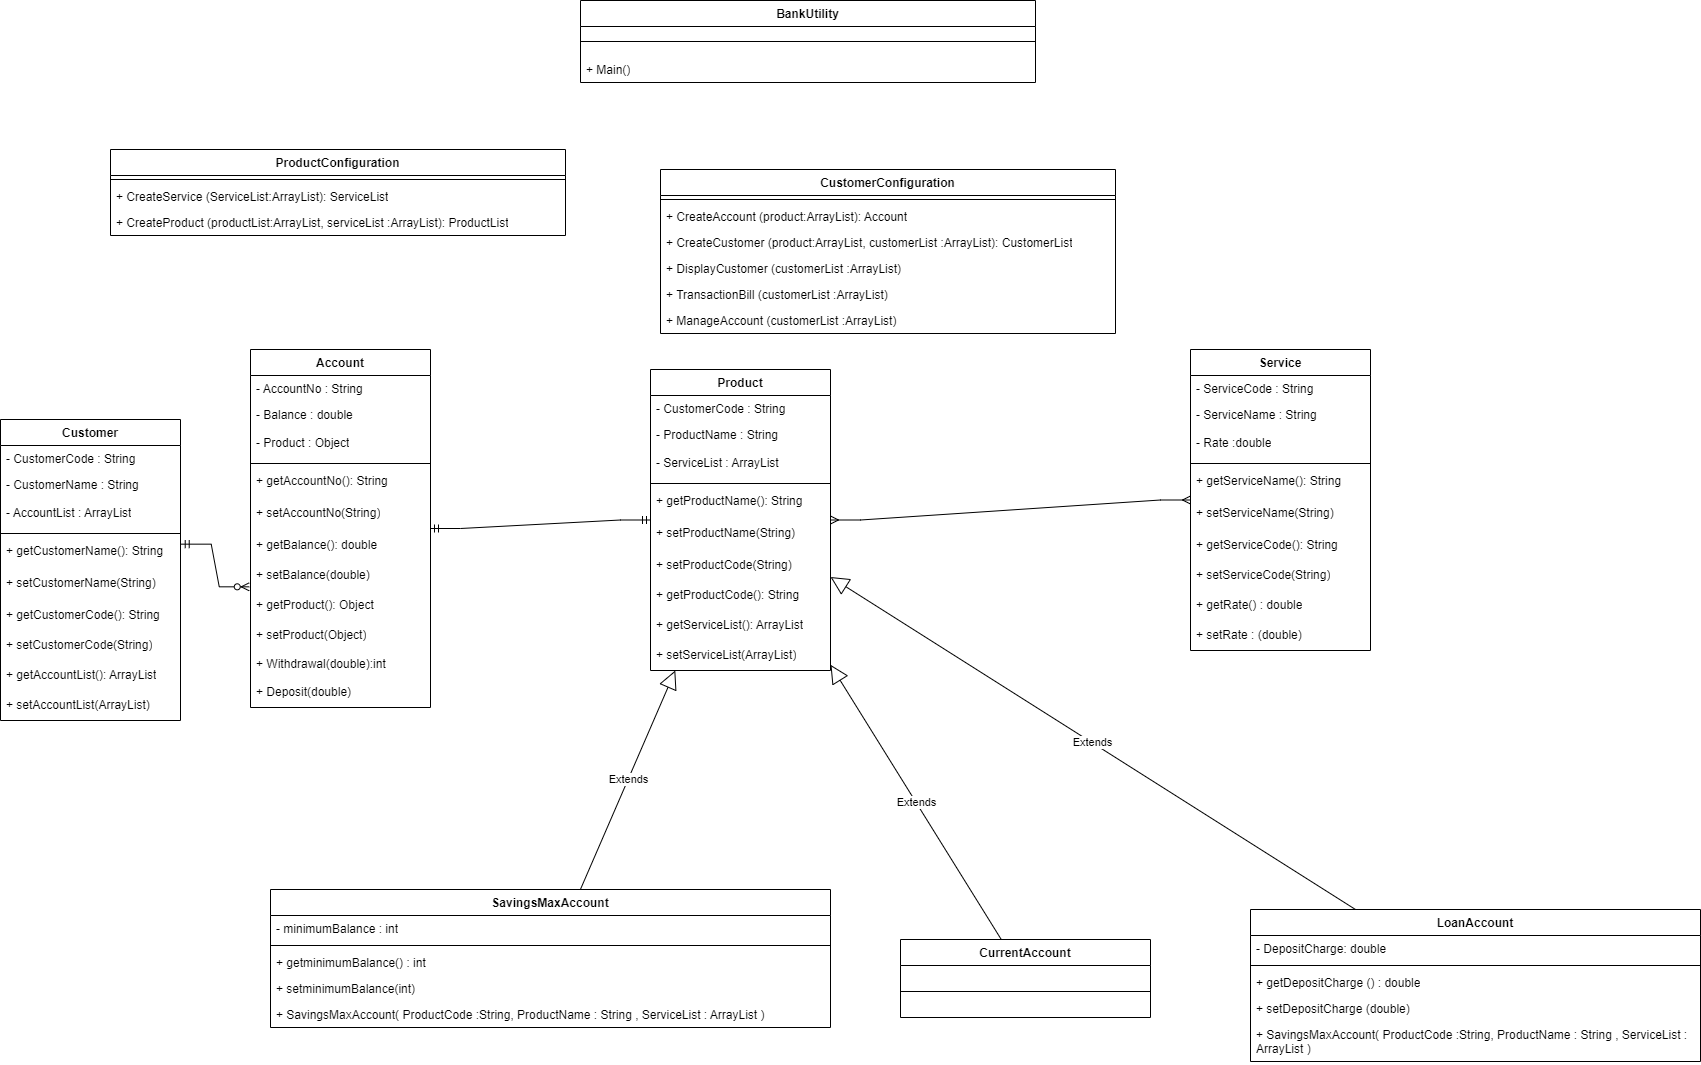 BankUtility
+ Main()
ProductConfiguration
+ CreateService (ServiceList:ArrayList): ServiceList
+ CreateProduct (productList:ArrayList, serviceList :ArrayList): ProductList
CustomerConfiguration
+ CreateAccount (product:ArrayList): Account
+ CreateCustomer (product:ArrayList, customerList :ArrayList): CustomerList
+ DisplayCustomer (customerList :ArrayList)
+ TransactionBill (customerList :ArrayList)
+ ManageAccount (customerList :ArrayList)
Customer
- CustomerCode : String
- CustomerName : String
- AccountList : ArrayList
+ getCustomerName(): String
+ setCustomerName(String)
+ getCustomerCode(): String
+ setCustomerCode(String)
+ getAccountList(): ArrayList
+ setAccountList(ArrayList)
Account
- AccountNo : String
- Balance : double
- Product : Object
+ getAccountNo(): String
+ setAccountNo(String)
+ getBalance(): double
+ setBalance(double)
+ getProduct(): Object
+ setProduct(Object)
+ Withdrawal(double):int
+ Deposit(double)
Product
- CustomerCode : String
- ProductName : String
- ServiceList : ArrayList
+ getProductName(): String
+ setProductName(String)
+ setProductCode(String)
+ getProductCode(): String
+ getServiceList(): ArrayList
+ setServiceList(ArrayList)
Service
- ServiceCode : String
- ServiceName : String
- Rate :double
+ getServiceName(): String
+ setServiceName(String)
+ getServiceCode(): String
+ setServiceCode(String)
+ getRate() : double
+ setRate : (double)
Extends
Extends
Extends
SavingsMaxAccount
- minimumBalance : int
+ getminimumBalance() : int
+ setminimumBalance(int)
+ SavingsMaxAccount( ProductCode :String, ProductName : String , ServiceList : ArrayList )
CurrentAccount
LoanAccount
- DepositCharge: double
+ getDepositCharge () : double
+ setDepositCharge (double)
+ SavingsMaxAccount( ProductCode :String, ProductName : String , ServiceList :
ArrayList )